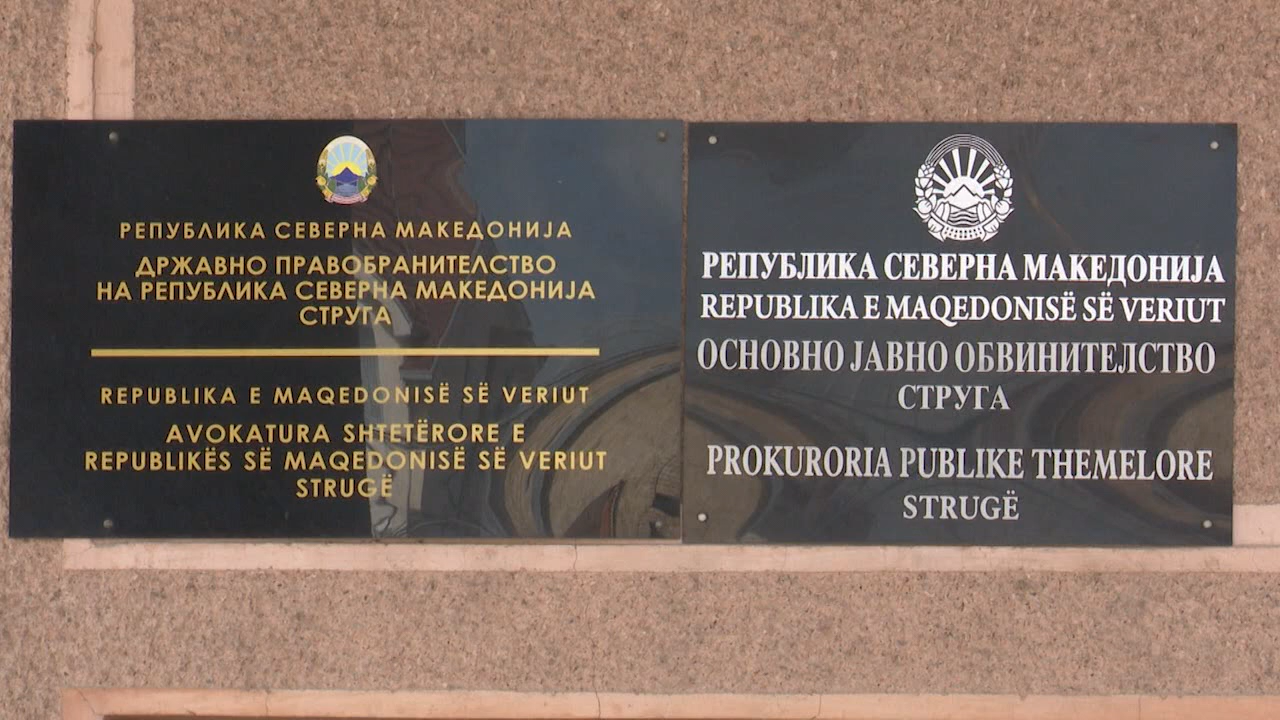 РЕПУБЛИКА СЕВЕРНА МАКЕДОНИЈА
ДРЖАВНО ПРАВОБРАНИТЕЛСТВО
НА РЕПУБЛИКА СЕВЕРНА МАКЕДОНИЈА
СТРУГА
REPUBLIKA E MAQEDONISË SË VERIUT
AVOKATURA SHTETËRORE E
REPUBLIKËS SË MAQEDONISË SË VERIUT
STRUGË
РЕПУБЛИКА СЕВЕРНА МАКЕДОНИЈА
REPUBLIKA E MAQEDONISË SË VERIUT
ОСНОВНО ЈАВНО ОБВИНИТЕЛСТВО
СТРУГА
PROKURORIA PUBLIKE THEMELORE
STRUGË